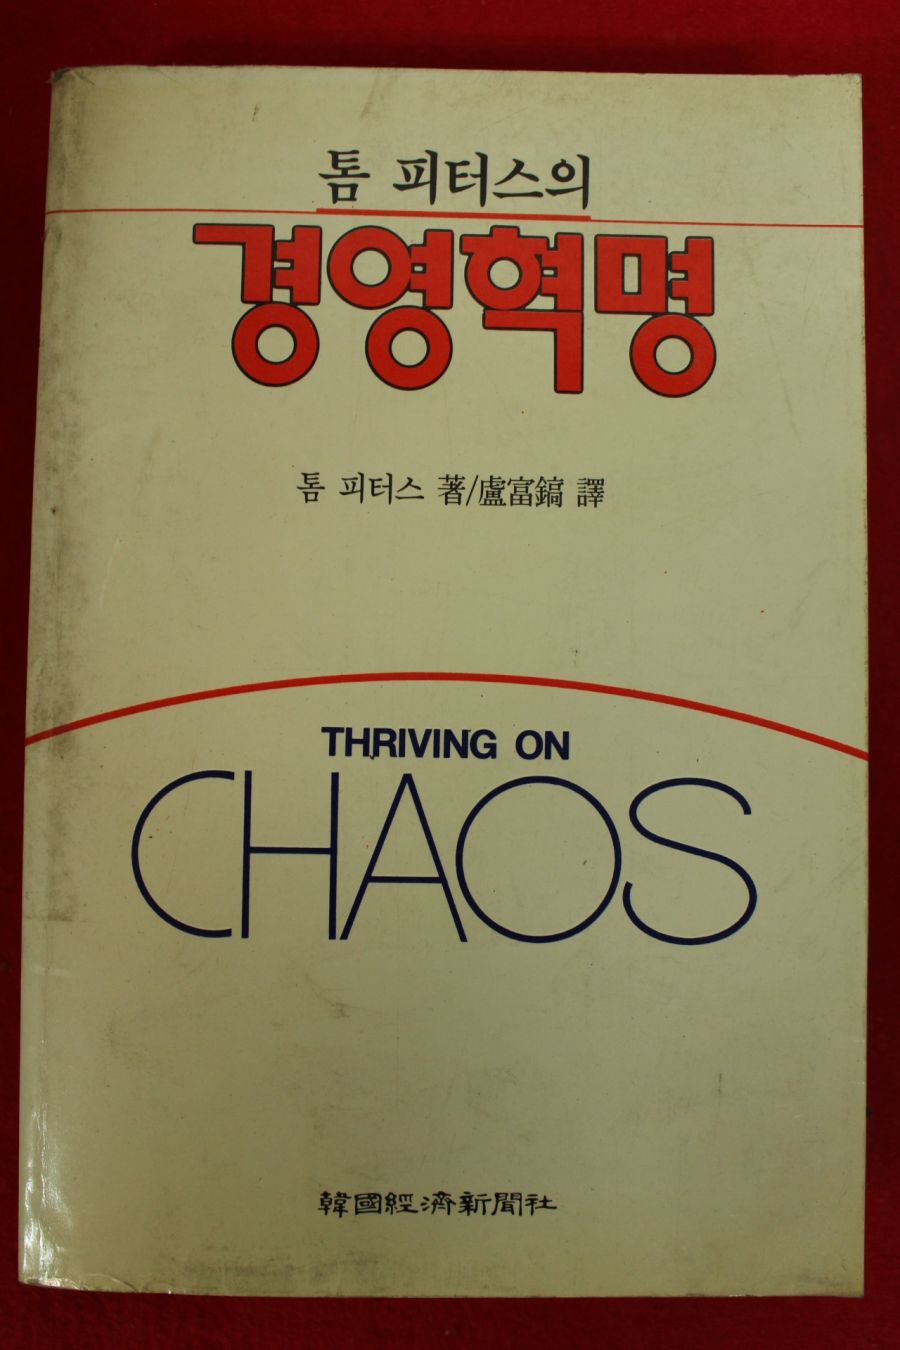 톰 피터스의
경영혁명
톰 피터스 著/盧富鎬 譯
THRIVING ON
CHAOS
韓國經濟新聞社